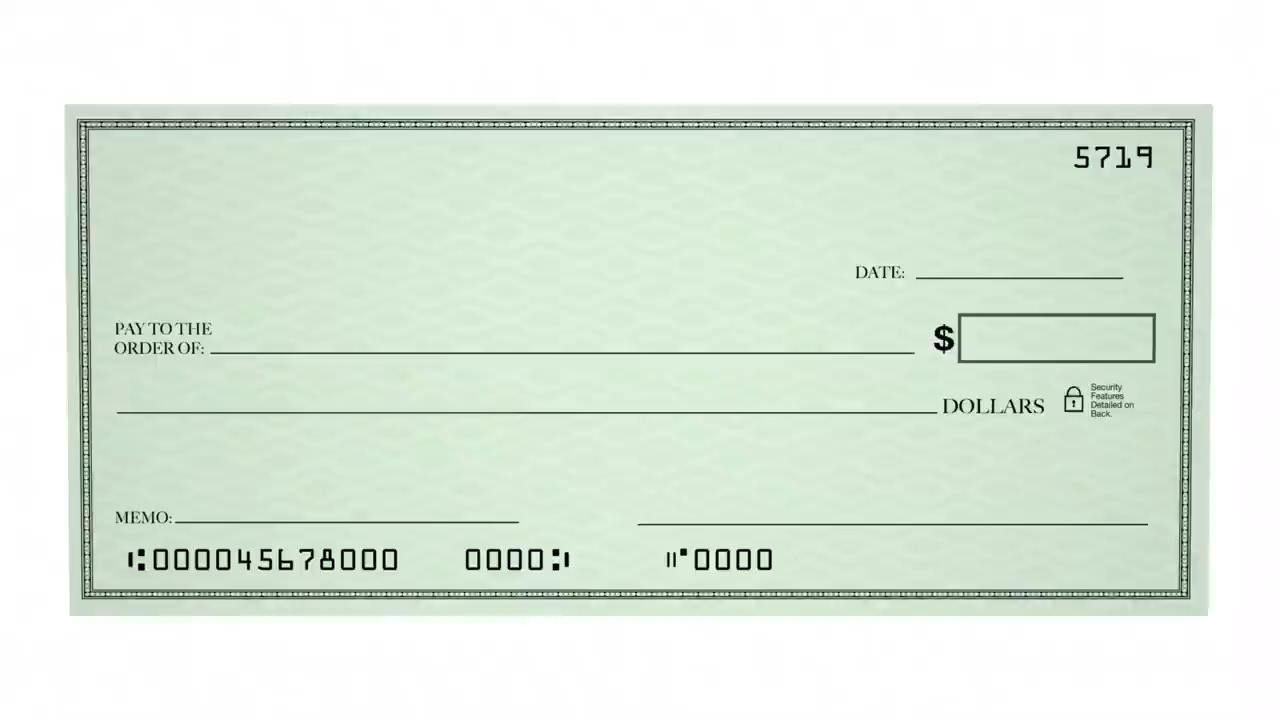 5719
DATE:
PAY TO THE
ORDER OF:
$
DOLLARS
Security
Features
Detailed on
Back.
MEMO:
⑆000045678000 0000⑆ ⑈0000